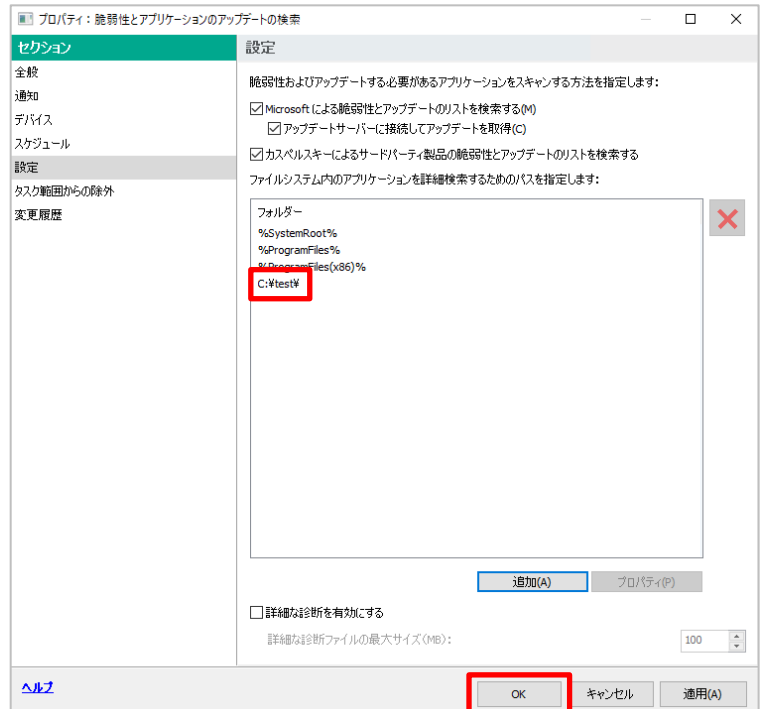 プロパティ：脆弱性とアプリケーションのアップデートの検索
セクション
全般
通知
デバイス
スケジュール
設定
タスク範囲からの除外
変更履歴
設定
脆弱性およびアップデートする必要があるアプリケーションをスキャンする方法を指定します:
Microsoft による脆弱性とアップデートのリストを検索する(M)
アップデートサーバーに接続してアップデートを取得(C)
カスペルスキーによるサードパーティ製品の脆弱性とアップデートのリストを検索する
ファイルシステム内のアプリケーションを詳細検索するためのパスを指定します:
フォルダー
%SystemRoot%
%ProgramFiles%
%ProgramFiles(x86)%
C:¥test¥
追加(A)
プロパティ(P)
詳細な診断を有効にする
詳細な診断ファイルの最大サイズ(MB):
100
ヘルプ
OK
キャンセル
適用(A)